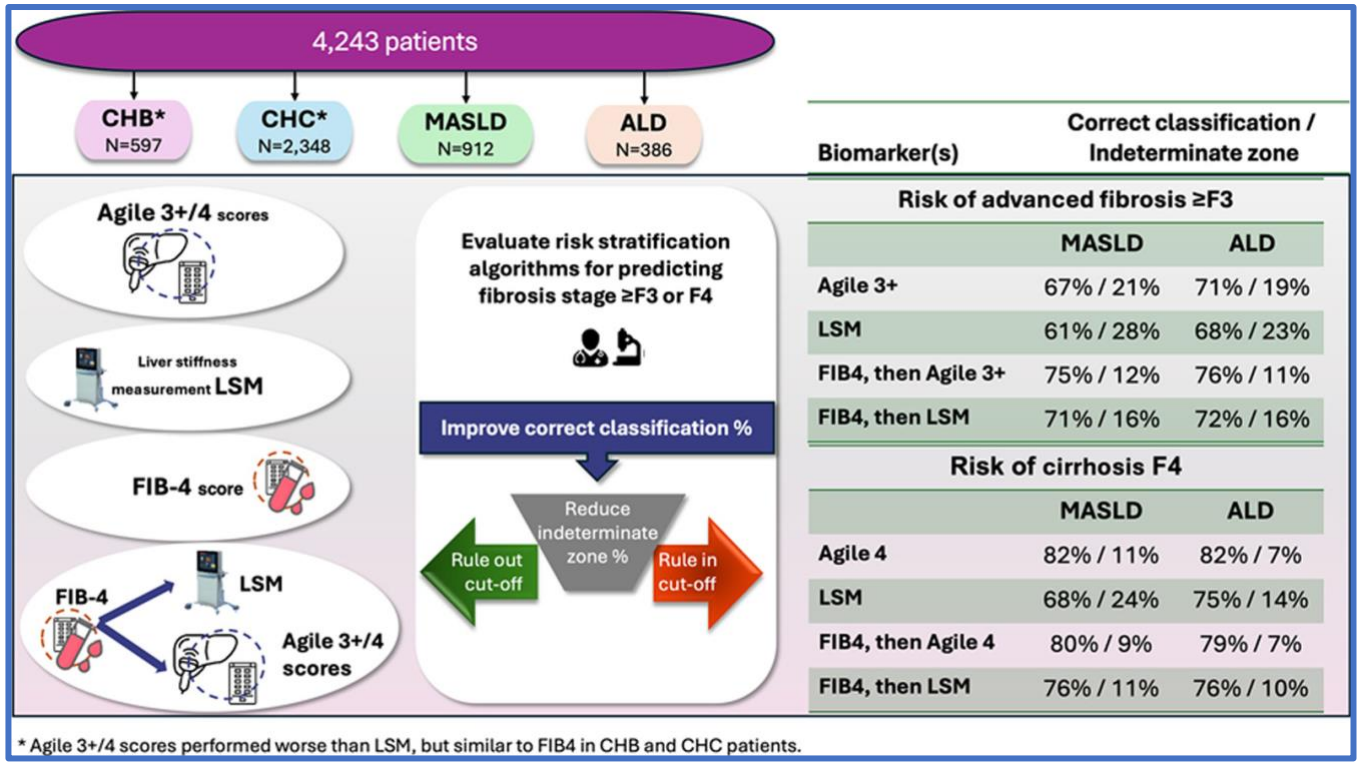 4,243 patients
CHB*
N=597
CHC*
N=2,348
MASLD
N=912
ALD
N=386
Agile 3+/4 scores
Liver stiffness
measurement LSM
FIB-4 score
FIB-4
LSM
Agile 3+/4
scores
Evaluate risk stratification
algorithms for predicting
fibrosis stage ≥F3 or F4
Improve correct classification %
Reduce
indeterminate
zone %
Rule out
cut-off
Rule in
cut-off
Biomarker(s)
Correct classification /
Indeterminate zone
Risk of advanced fibrosis ≥F3
MASLD ALD
Agile 3+ 67% / 21% 71% / 19%
LSM 61% / 28% 68% / 23%
FIB4, then Agile 3+ 75% / 12% 76% / 11%
FIB4, then LSM 71% / 16% 72% / 16%
Risk of cirrhosis F4
MASLD ALD
Agile 4 82% / 11% 82% / 7%
LSM 68% / 24% 75% / 14%
FIB4, then Agile 4 80% / 9% 79% / 7%
FIB4, then LSM 76% / 11% 76% / 10%
* Agile 3+/4 scores performed worse than LSM, but similar to FIB4 in CHB and CHC patients.